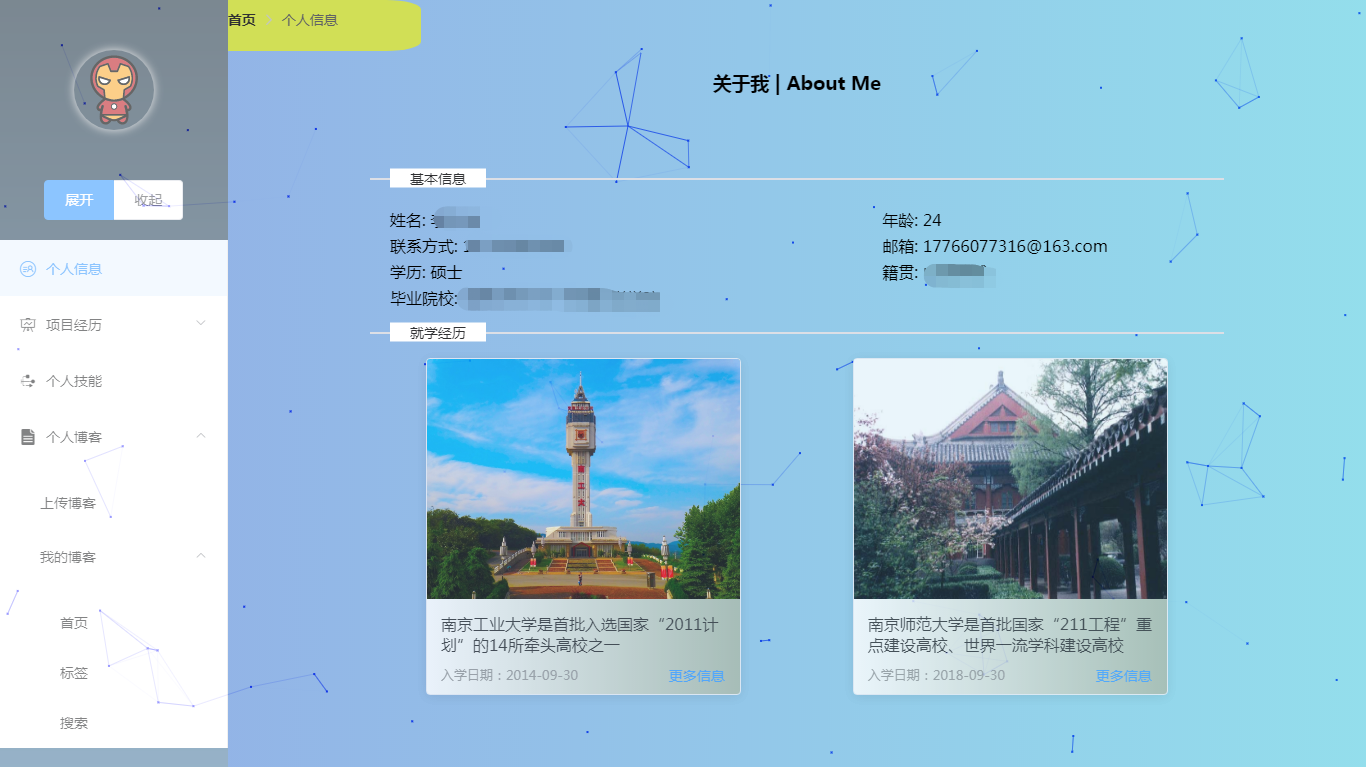 首页 > 个人信息
展开 收起
个人信息
项目经历
个人技能
个人博客
上传博客
我的博客
首页
标签
搜索
关于我 | About Me
基本信息
姓名:
年龄: 24
联系方式: 1
邮箱: 17766077316@163.com
学历: 硕士
籍贯:
毕业院校:
就学经历
南京工业大学是首批入选国家“2011计
划”的14所牵头高校之一
入学日期：2014-09-30 更多信息
南京师范大学是首批国家“211工程”重
点建设高校、世界一流学科建设高校
入学日期：2018-09-30 更多信息